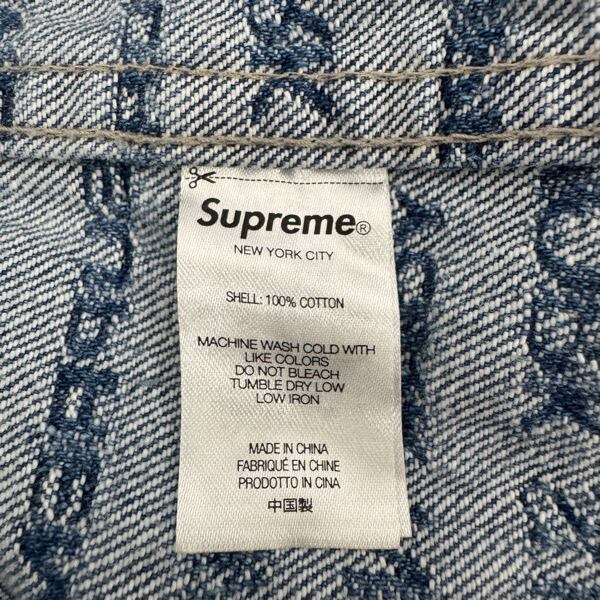 Supreme®
NEW YORK CITY
SHELL: 100% COTTON
MACHINE WASH COLD WITH
LIKE COLORS
DO NOT BLEACH
TUMBLE DRY LOW
LOW IRON
MADE IN CHINA
FABRIQUÉ EN CHINE
PRODOTTO IN CINA
中国製